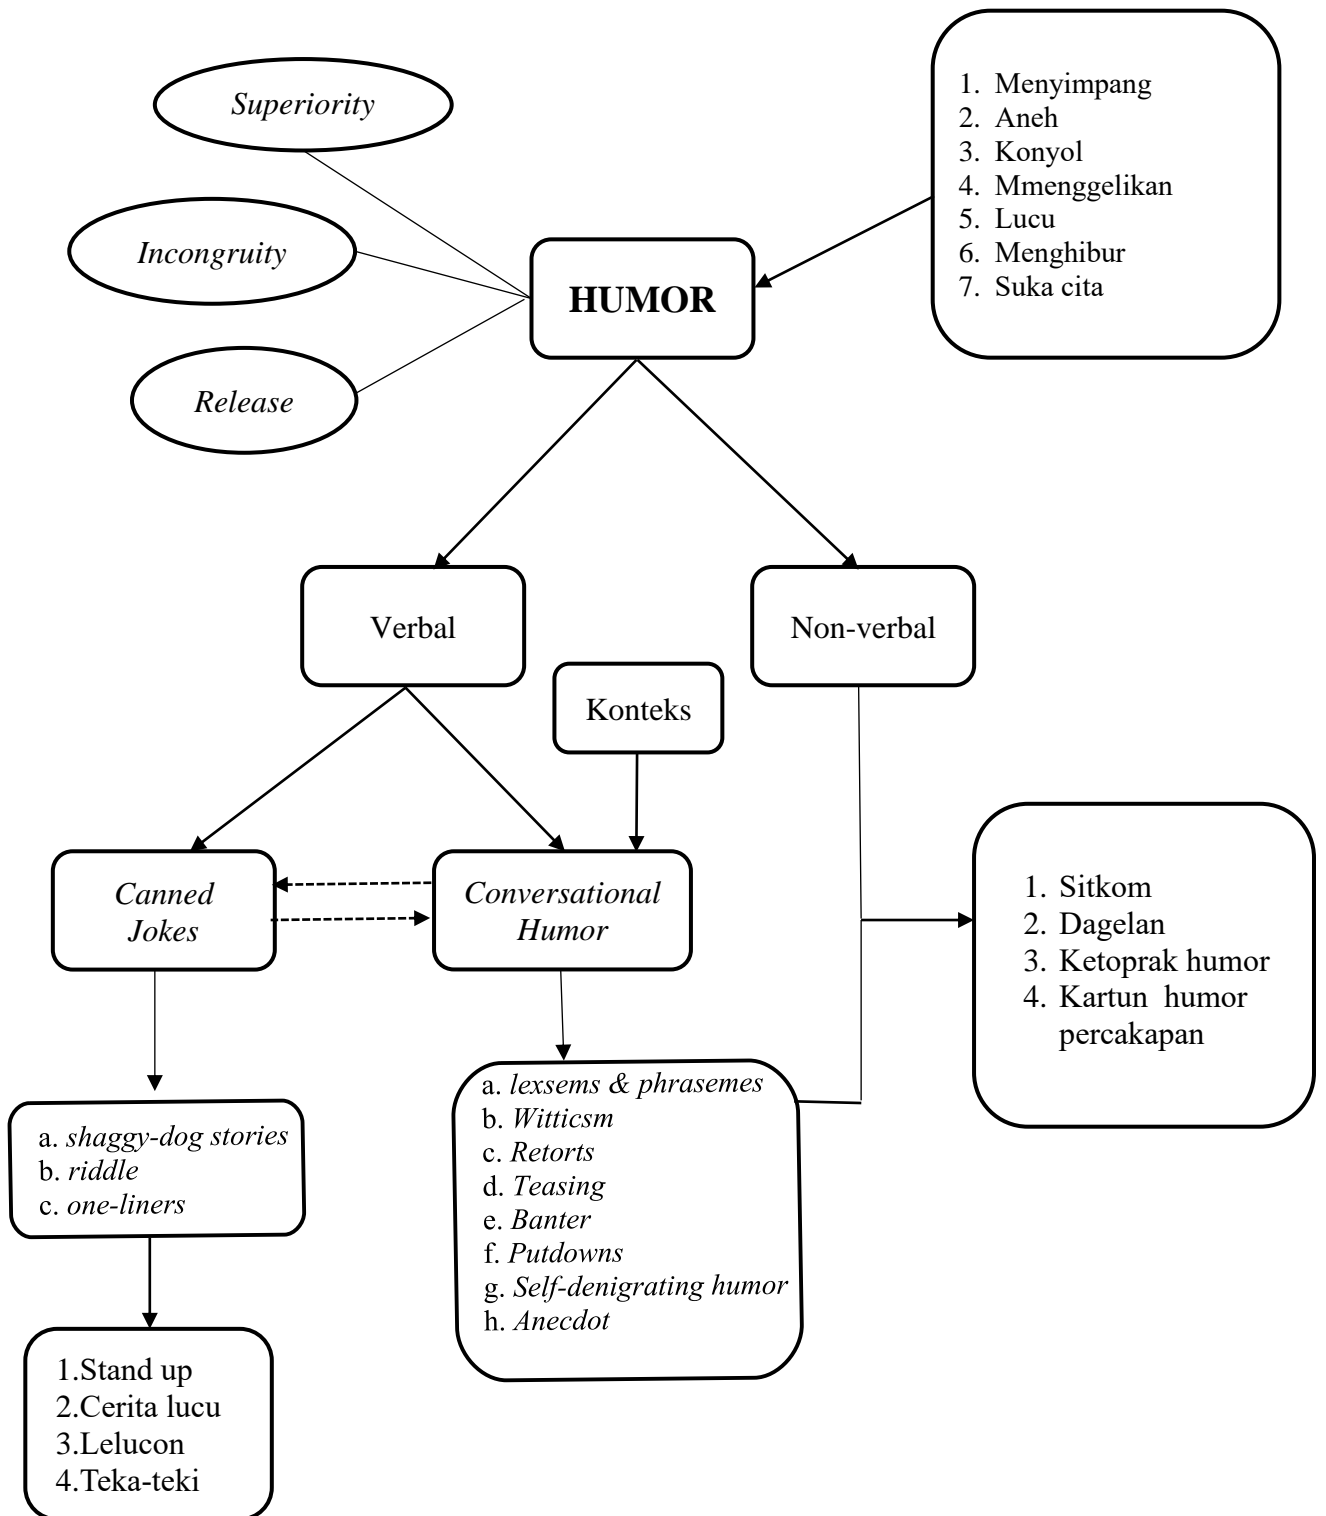 Superiority
Incongruity
Release
HUMOR
1. Menyimpang
2. Aneh
3. Konyol
4. Mmenggelikan
5. Lucu
6. Menghibur
7. Suka cita
Verbal
Non-verbal
Konteks
Canned
Jokes
Conversational
Humor
1. Sitkom
2. Dagelan
3. Ketoprak humor
4. Kartun humor
percakapan
a. shaggy-dog stories
b. riddle
c. one-liners
a. lexsems & phrasemes
b. Witticsm
c. Retorts
d. Teasing
e. Banter
f. Putdowns
g. Self-denigrating humor
h. Anecdot
1.Stand up
2.Cerita lucu
3.Lelucon
4.Teka-teki